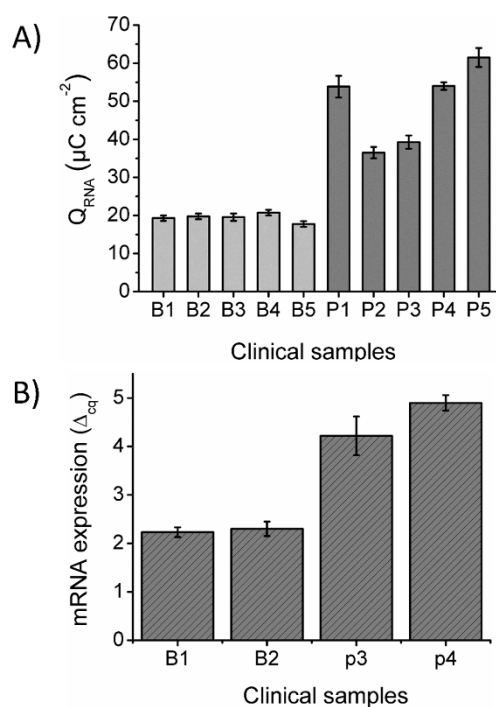 A)
Q_RNA (µC cm⁻²)
70
60
50
40
30
20
10
0
B1 B2 B3 B4 B5 P1 P2 P3 P4 P5
Clinical samples
B)
mRNA expression (Δcq)
5
4
3
2
1
0
B1 B2 p3 p4
Clinical samples